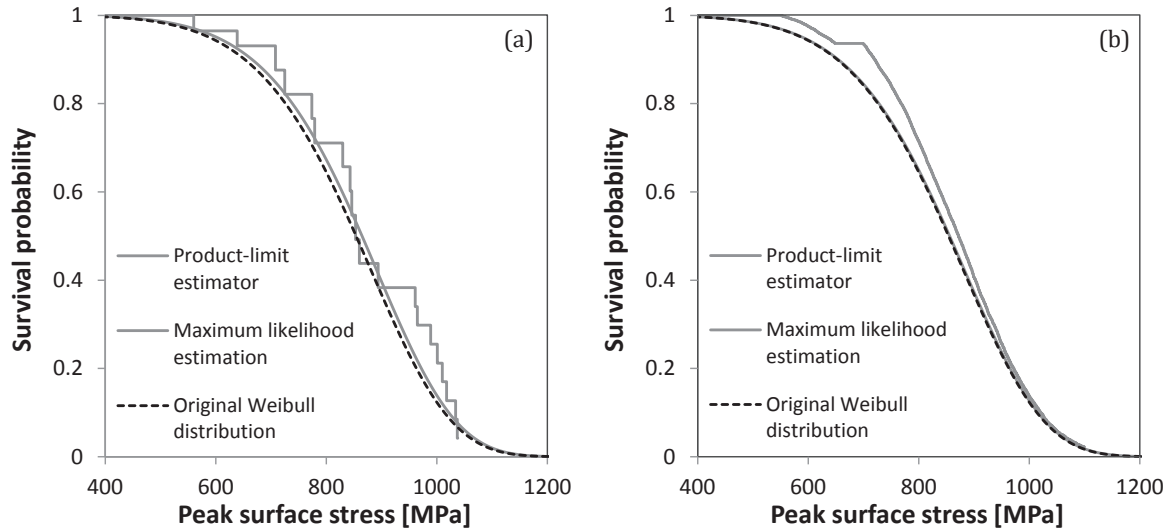 (a)
1
0.8
0.6
0.4
0.2
0
Survival probability
Product-limit
estimator
Maximum likelihood
estimation
Original Weibull
distribution
400
600
800
1000
1200
Peak surface stress [MPa]
(b)
1
0.8
0.6
0.4
0.2
0
Survival probability
Product-limit
estimator
Maximum likelihood
estimation
Original Weibull
distribution
400
600
800
1000
1200
Peak surface stress [MPa]